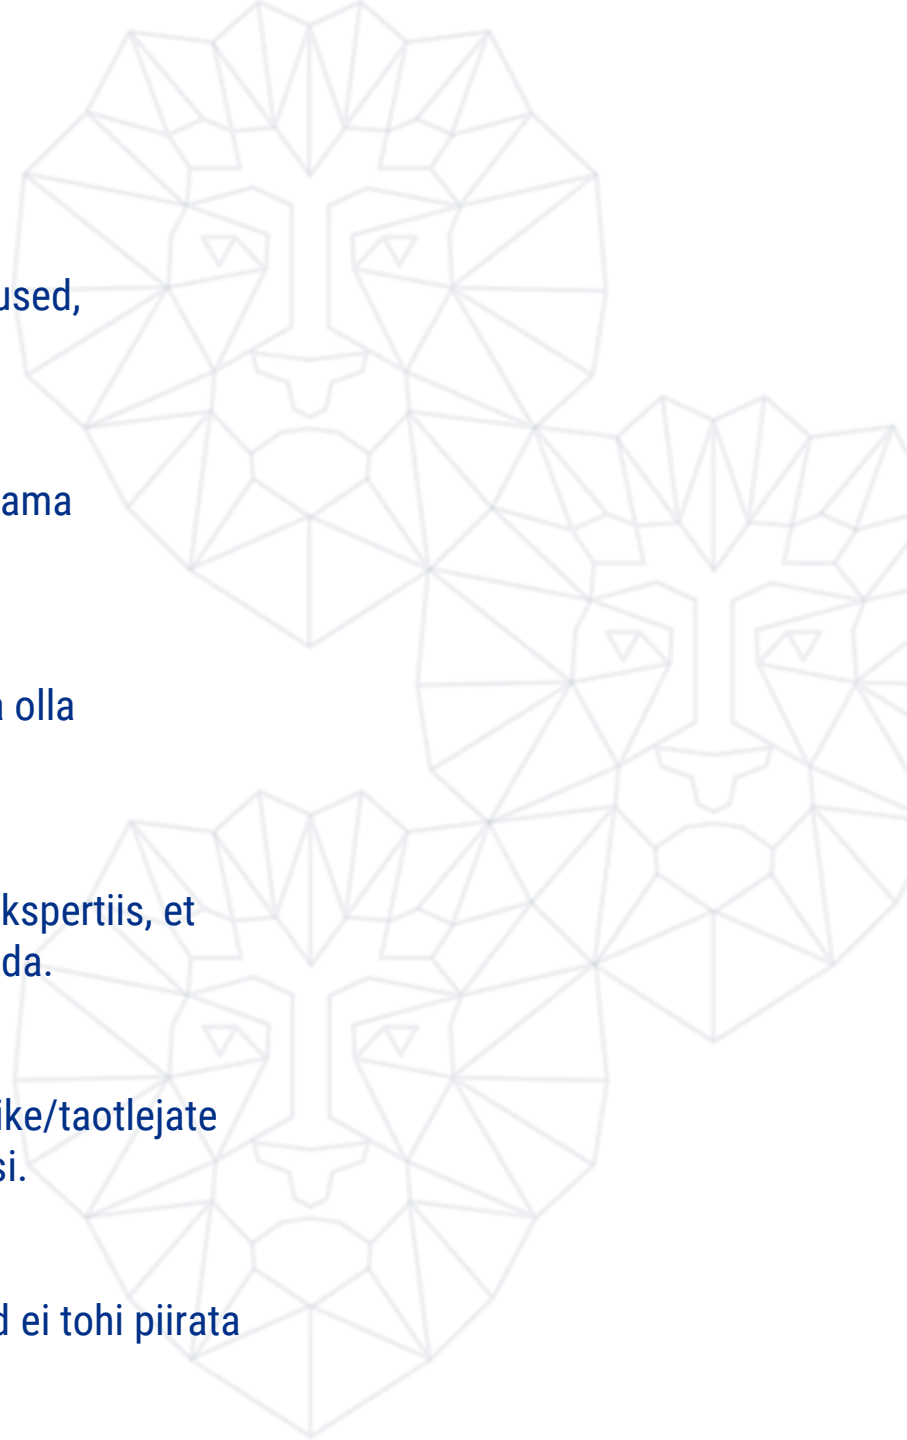 used,
ama
olla
kspertiis, et
da.
ike/taotlejate
si.
d ei tohi piirata